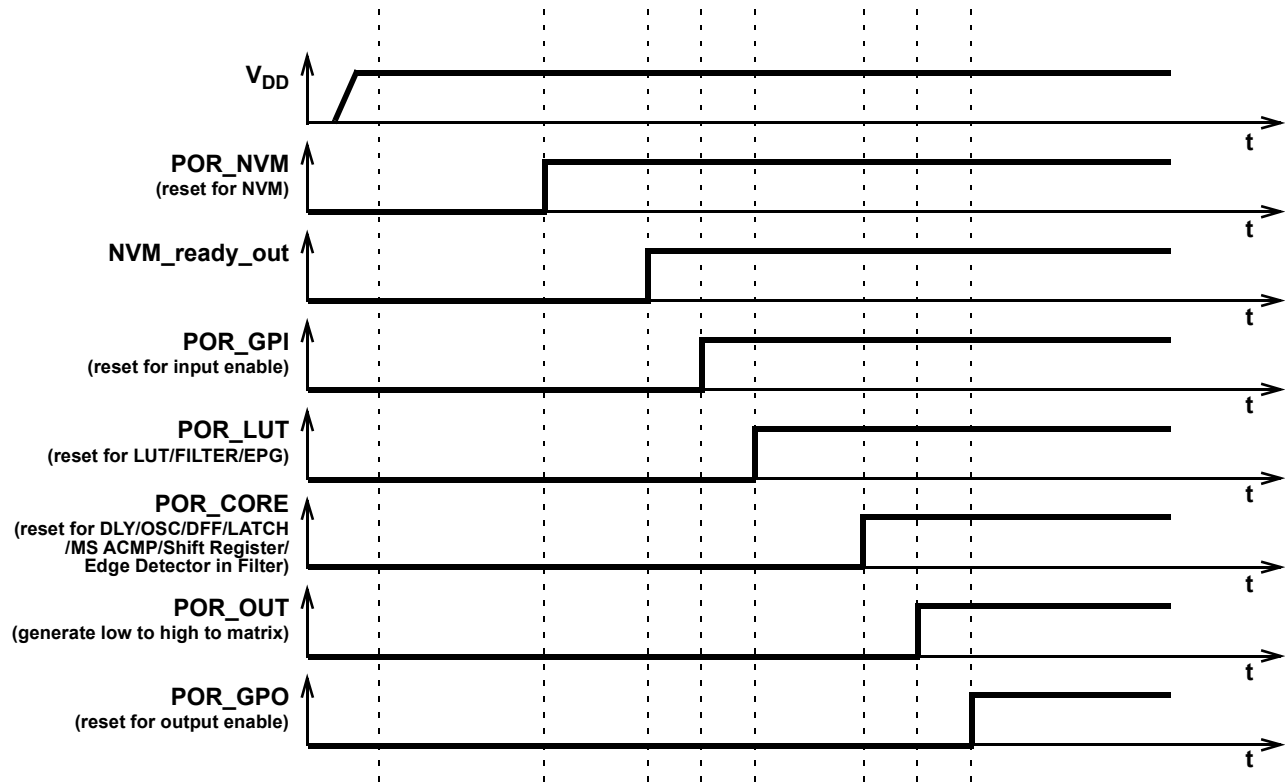 VDD
t
POR_NVM
(reset for NVM)
t
NVM_ready_out
t
POR_GPI
(reset for input enable)
t
POR_LUT
(reset for LUT/FILTER/EPG)
t
POR_CORE
(reset for DLY/OSC/DFF/LATCH
/MS ACMP/Shift Register/
Edge Detector in Filter)
t
POR_OUT
(generate low to high to matrix)
t
POR_GPO
(reset for output enable)
t